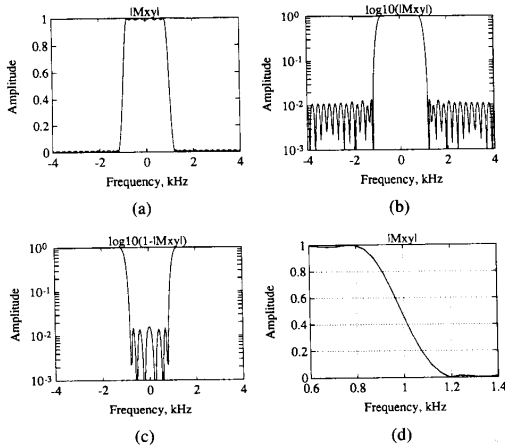 |Mxy|
1
0.8
0.6
0.4
0.2
0
Amplitude
-4
-2
0
2
4
Frequency, kHz
(a)
log10(|Mxy|)
10^0
10^-1
10^-2
10^-3
Amplitude
-4
-2
0
2
4
Frequency, kHz
(b)
log10(1-|Mxy|)
10^0
10^-1
10^-2
10^-3
Amplitude
-4
-2
0
2
4
Frequency, kHz
(c)
|Mxy|
1
0.8
0.6
0.4
0.2
0
Amplitude
0.6
0.8
1
1.2
1.4
Frequency, kHz
(d)